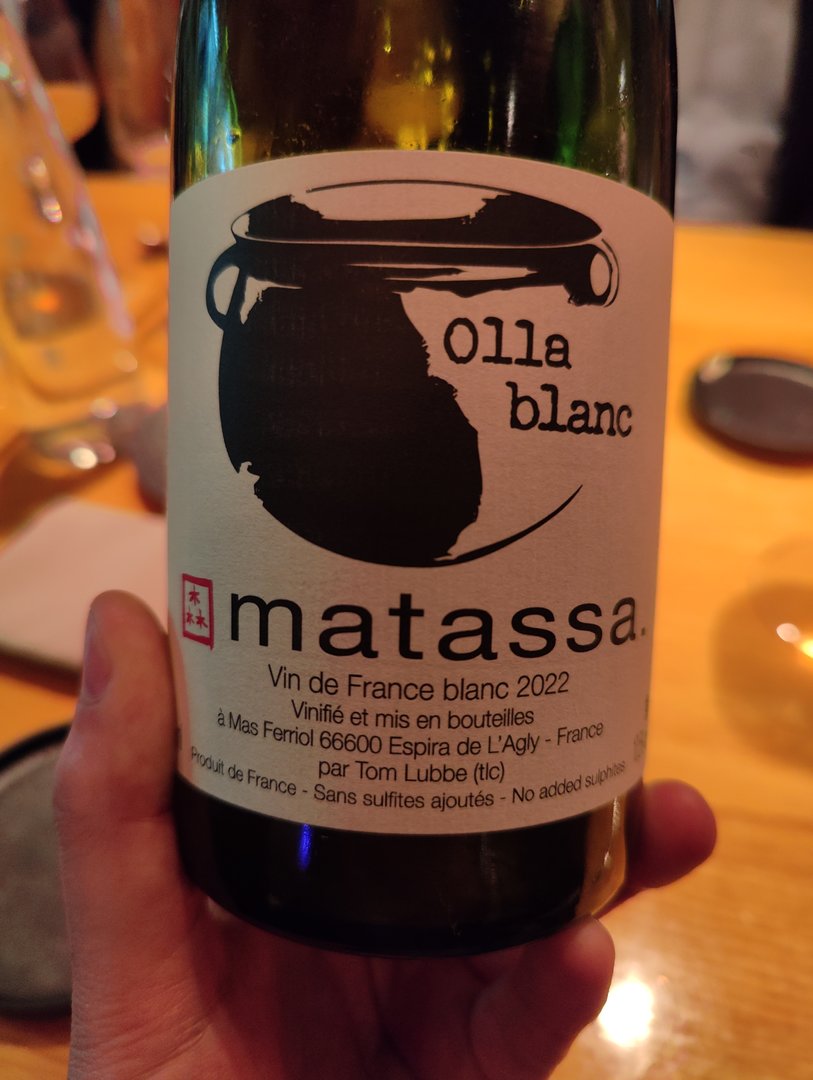 Olla
blanc
森
matassa.
Vin de France blanc 2022
Vinifié et mis en bouteilles
à Mas Ferriol 66600 Espira de L'Agly - France
par Tom Lubbe (tlc)
Produit de France - Sans sulfites ajoutés - No added sulphites